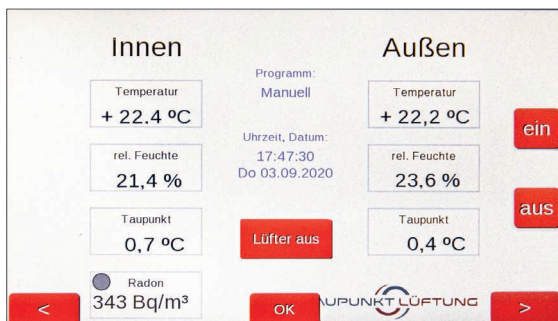 Innen
Außen
Programm:
Manuell
Temperatur
+ 22.4 ºC
Temperatur
+ 22,2 ºC
ein
Uhrzeit, Datum:
17:47:30
Do 03.09.2020
rel. Feuchte
21,4 %
rel. Feuchte
23,6 %
aus
Taupunkt
0,7 ºC
Lüfter aus
Taupunkt
0,4 ºC
Radon
343 Bq/m³
<
OK
UPUNKT LÜFTUNG
>